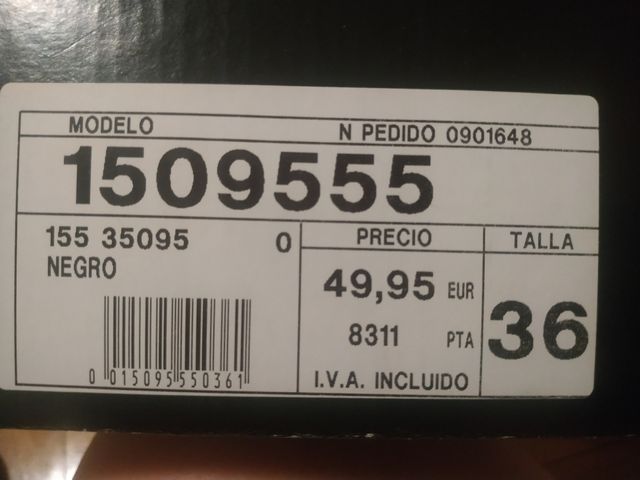 MODELO N PEDIDO 0901648
1509555
155 35095 0
NEGRO
0 015095 550361
PRECIO
49,95 EUR
8311 PTA
I.V.A. INCLUIDO
TALLA
36